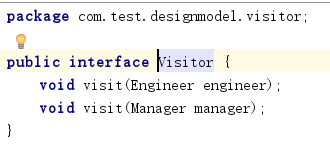 package com.test.designmodel.visitor;
public interface Visitor {
void visit(Engineer engineer);
void visit(Manager manager);
}